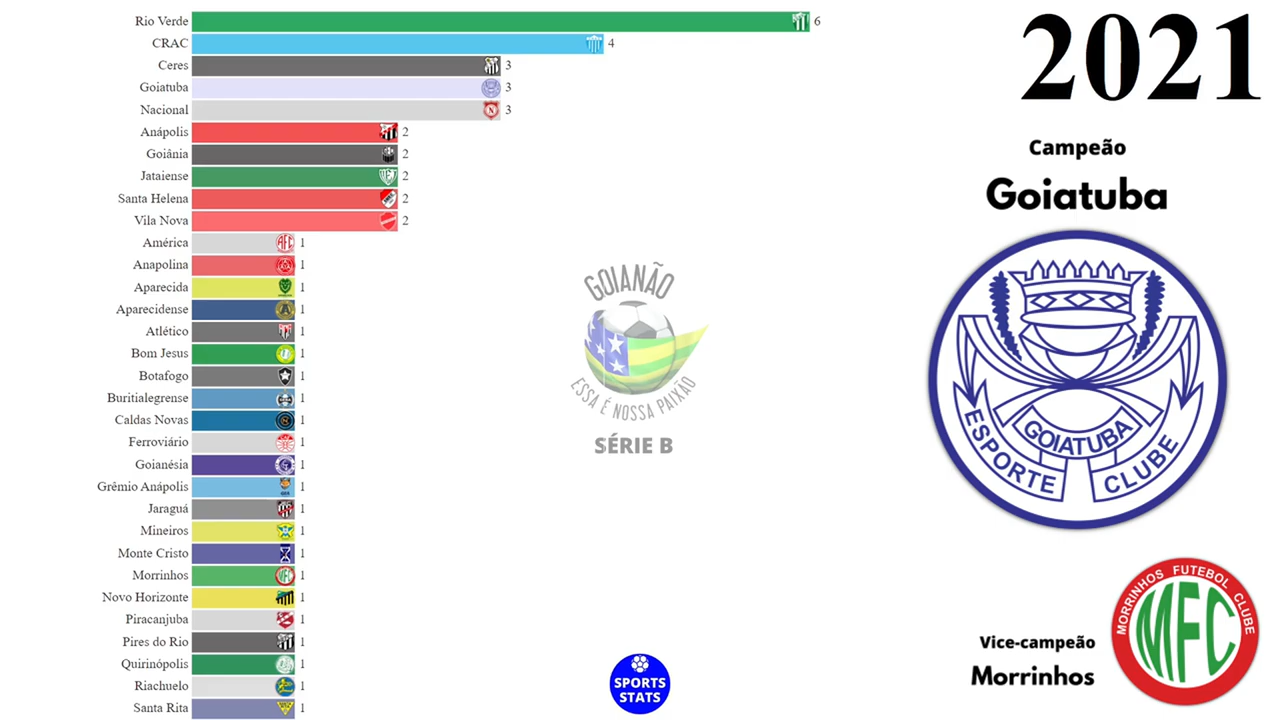 Rio Verde 6
CRAC 4
Ceres 3
Goiatuba 3
Nacional 3
Anápolis 2
Goiânia 2
Jataiense 2
Santa Helena 2
Vila Nova 2
América 1
Anapolina 1
Aparecida 1
Aparecidense 1
Atlético 1
Bom Jesus 1
Botafogo 1
Buritialegrense 1
Caldas Novas 1
Ferroviário 1
Goianésia 1
Grêmio Anápolis 1
Jaraguá 1
Mineiros 1
Monte Cristo 1
Morrinhos 1
Novo Horizonte 1
Piracanjuba 1
Pires do Rio 1
Quirinópolis 1
Riachuelo 1
Santa Rita 1
GOIANÃO
ESSA É NOSSA PAIXÃO
SÉRIE B
SPORTS
STATS
2021
Campeão
Goiatuba
GOIATUBA
ESPORTE CLUBE
Vice-campeão
Morrinhos
MORRINHOS FUTEBOL CLUBE
MFC